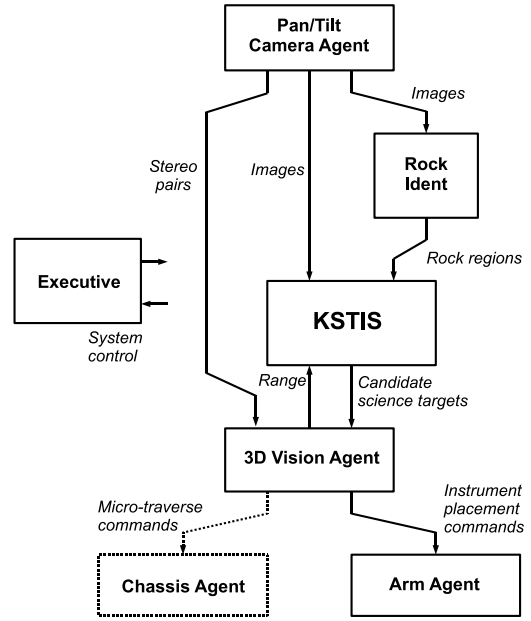 Pan/Tilt
Camera Agent
Images
Stereo
pairs
Images
Rock
Ident
Rock regions
Executive
System
control
KSTIS
Range
Candidate
science targets
3D Vision Agent
Micro-traverse
commands
Instrument
placement
commands
Chassis Agent
Arm Agent